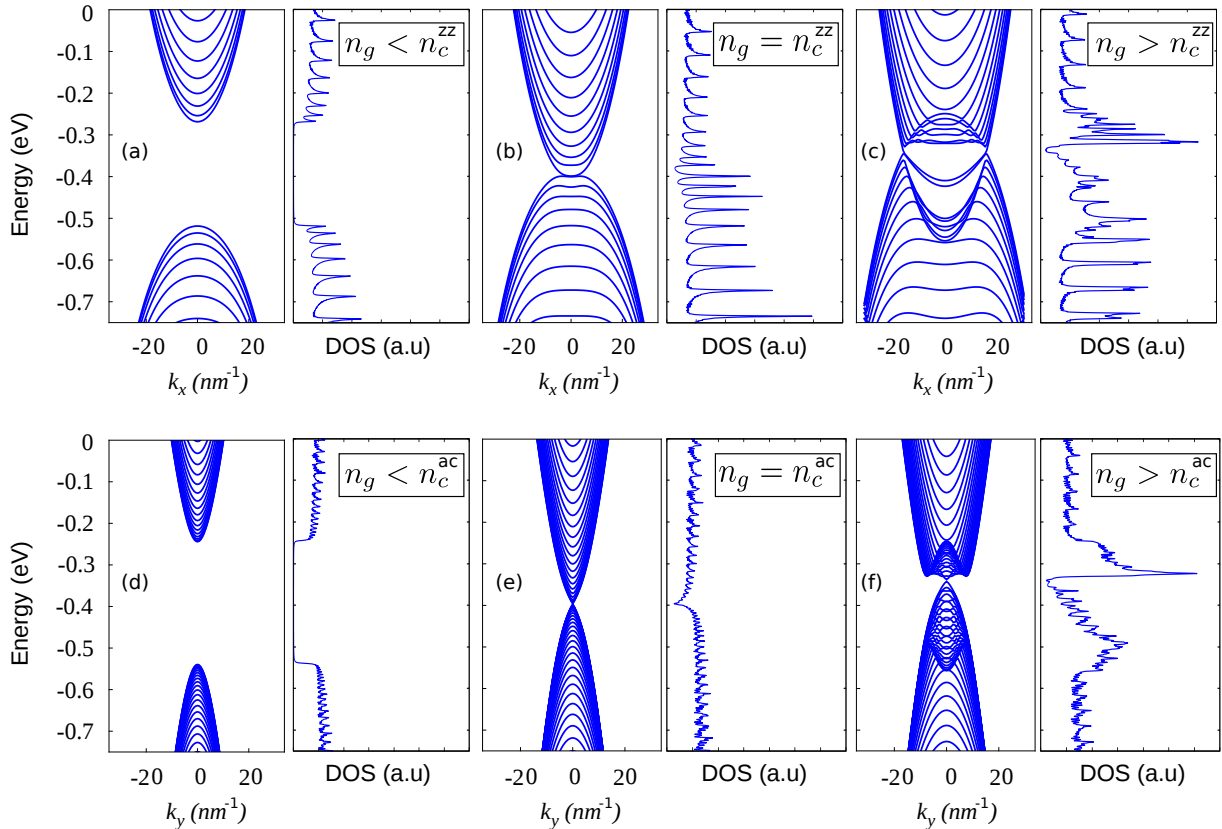 0
-0.1
-0.2
-0.3
-0.4
-0.5
-0.6
-0.7
Energy (eV)
(a)
n_g < n_c^{zz}
(b)
n_g = n_c^{zz}
(c)
n_g > n_c^{zz}
-20 0 20
k_x (nm^{-1})
DOS (a.u)
-20 0 20
k_x (nm^{-1})
DOS (a.u)
-20 0 20
k_x (nm^{-1})
DOS (a.u)
0
-0.1
-0.2
-0.3
-0.4
-0.5
-0.6
-0.7
Energy (eV)
(d)
n_g < n_c^{ac}
(e)
n_g = n_c^{ac}
(f)
n_g > n_c^{ac}
-20 0 20
k_y (nm^{-1})
DOS (a.u)
-20 0 20
k_y (nm^{-1})
DOS (a.u)
-20 0 20
k_y (nm^{-1})
DOS (a.u)